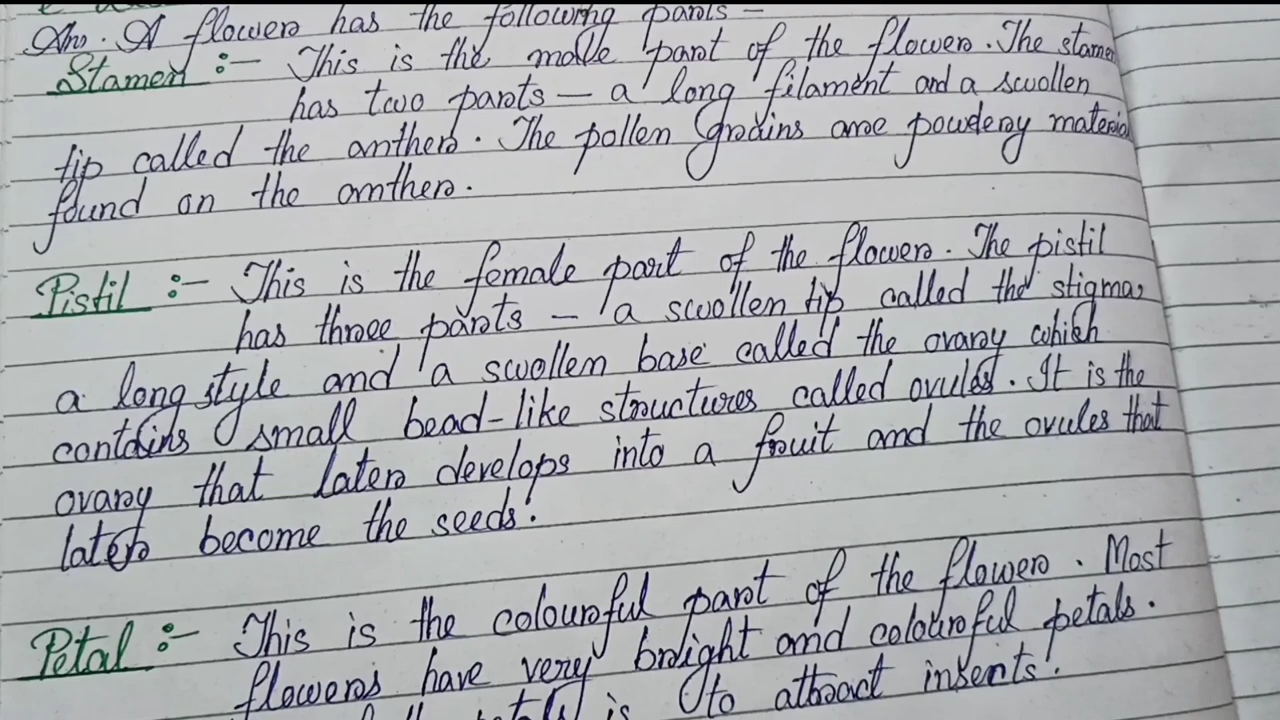 Ans. A flower has the following parts –
Stamen :– This is the male part of the flower. The stamen
has two parts – a long filament and a swollen
tip called the anther. The pollen grains are powdery material
found on the anther.
Pistil :– This is the female part of the flower. The pistil
has three parts – a swollen tip called the stigma,
a long style and a swollen base called the ovary which
contains small bead-like structures called ovules. It is the
ovary that later develops into a fruit and the ovules that
later become the seeds.
Petal :– This is the colourful part of the flower. Most
flowers have very bright and colourful petals.
is to attract insects.